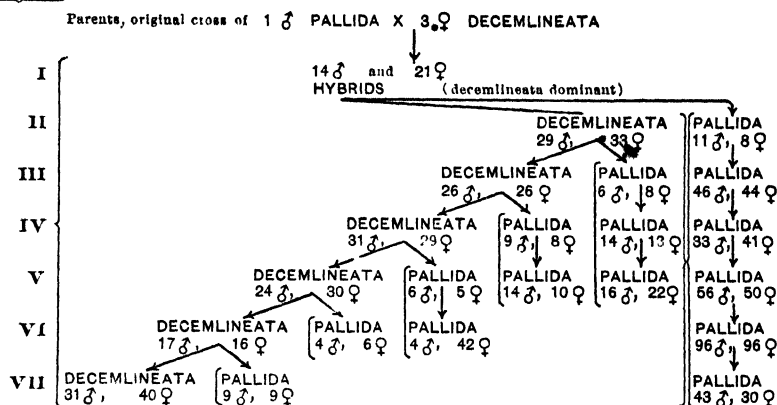 Parents, original cross of 1 ♂ PALLIDA X 3 ♀ DECEMLINEATA
I
14 ♂ and 21 ♀
HYBRIDS (decemlineata dominant)
II DECEMLINEATA PALLIDA
29 ♂, 33 ♀ 11 ♂, 8 ♀
III DECEMLINEATA PALLIDA PALLIDA
26 ♂, 26 ♀ 6 ♂, 8 ♀ 46 ♂, 44 ♀
IV DECEMLINEATA PALLIDA PALLIDA PALLIDA
31 ♂, 29 ♀ 9 ♂, 8 ♀ 14 ♂, 13 ♀ 33 ♂, 41 ♀
V DECEMLINEATA PALLIDA PALLIDA PALLIDA PALLIDA
24 ♂, 30 ♀ 6 ♂, 5 ♀ 14 ♂, 10 ♀ 16 ♂, 22 ♀ 56 ♂, 50 ♀
VI DECEMLINEATA PALLIDA PALLIDA PALLIDA
17 ♂, 16 ♀ 4 ♂, 6 ♀ 4 ♂, 42 ♀ 96 ♂, 96 ♀
VII DECEMLINEATA PALLIDA PALLIDA
31 ♂, 40 ♀ 9 ♂, 9 ♀ 43 ♂, 30 ♀